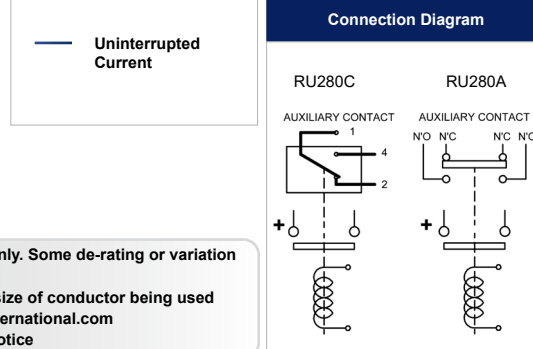 Uninterrupted
Current
nly. Some de-rating or variation
size of conductor being used
ernational.com
otice
Connection Diagram
RU280C
RU280A
AUXILIARY CONTACT
AUXILIARY CONTACT
1
4
2
N'O N'C N'C N'O
+
+